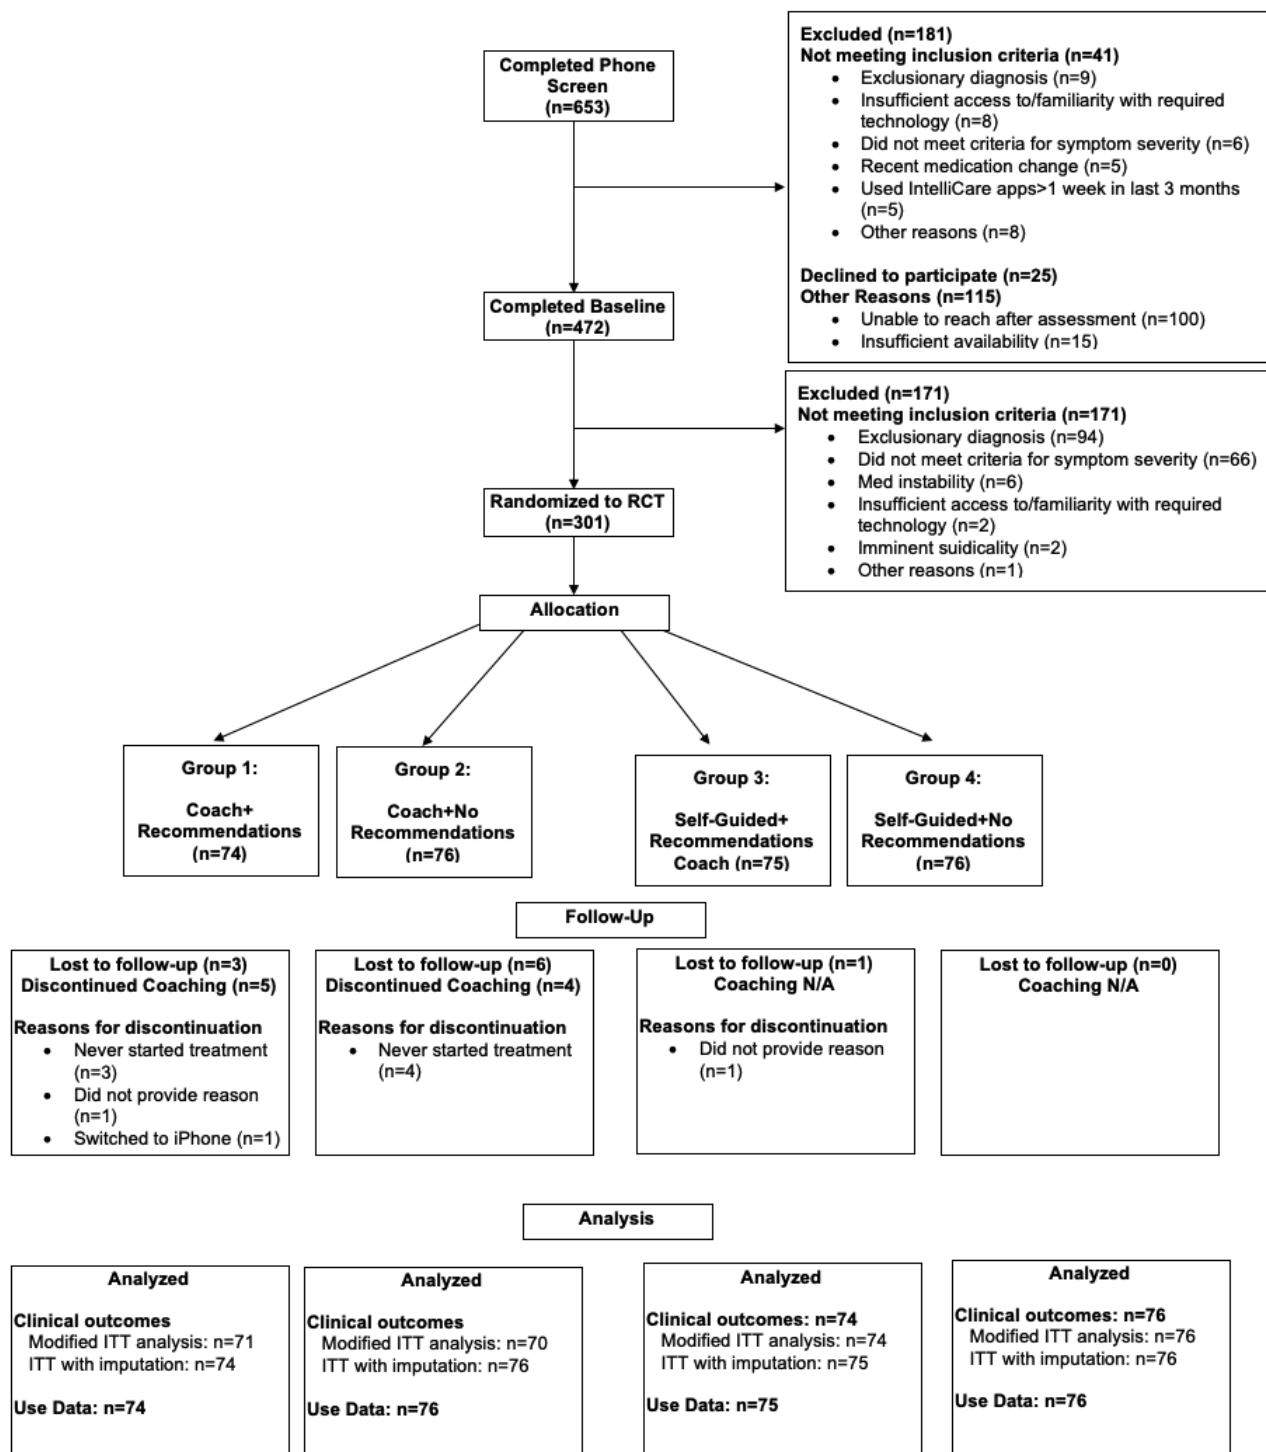 Completed Phone
Screen
(n=653)
Excluded (n=181)
Not meeting inclusion criteria (n=41)
• Exclusionary diagnosis (n=9)
• Insufficient access to/familiarity with required
technology (n=8)
• Did not meet criteria for symptom severity (n=6)
• Recent medication change (n=5)
• Used IntelliCare apps>1 week in last 3 months
(n=5)
• Other reasons (n=8)
Declined to participate (n=25)
Other Reasons (n=115)
• Unable to reach after assessment (n=100)
• Insufficient availability (n=15)
Completed Baseline
(n=472)
Excluded (n=171)
Not meeting inclusion criteria (n=171)
• Exclusionary diagnosis (n=94)
• Did not meet criteria for symptom severity (n=66)
• Med instability (n=6)
• Insufficient access to/familiarity with required
technology (n=2)
• Imminent suidicality (n=2)
• Other reasons (n=1)
Randomized to RCT
(n=301)
Allocation
Group 1:
Coach+
Recommendations
(n=74)
Group 2:
Coach+No
Recommendations
(n=76)
Group 3:
Self-Guided+
Recommendations
Coach (n=75)
Group 4:
Self-Guided+No
Recommendations
(n=76)
Follow-Up
Lost to follow-up (n=3)
Discontinued Coaching (n=5)
Reasons for discontinuation
• Never started treatment
(n=3)
• Did not provide reason
(n=1)
• Switched to iPhone (n=1)
Lost to follow-up (n=6)
Discontinued Coaching (n=4)
Reasons for discontinuation
• Never started treatment
(n=4)
Lost to follow-up (n=1)
Coaching N/A
Reasons for discontinuation
• Did not provide reason
(n=1)
Lost to follow-up (n=0)
Coaching N/A
Analysis
Analyzed
Clinical outcomes
Modified ITT analysis: n=71
ITT with imputation: n=74
Use Data: n=74
Analyzed
Clinical outcomes
Modified ITT analysis: n=70
ITT with imputation: n=76
Use Data: n=76
Analyzed
Clinical outcomes: n=74
Modified ITT analysis: n=74
ITT with imputation: n=75
Use Data: n=75
Analyzed
Clinical outcomes: n=76
Modified ITT analysis: n=76
ITT with imputation: n=76
Use Data: n=76